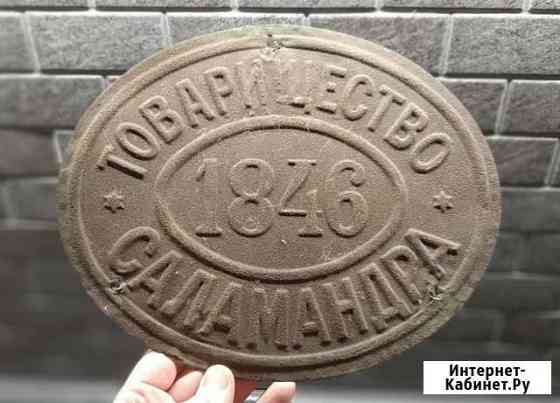 ТОВАРИЩЕСТВО
1846
САЛАМАНДРА
Интернет-
Кабинет.Ру